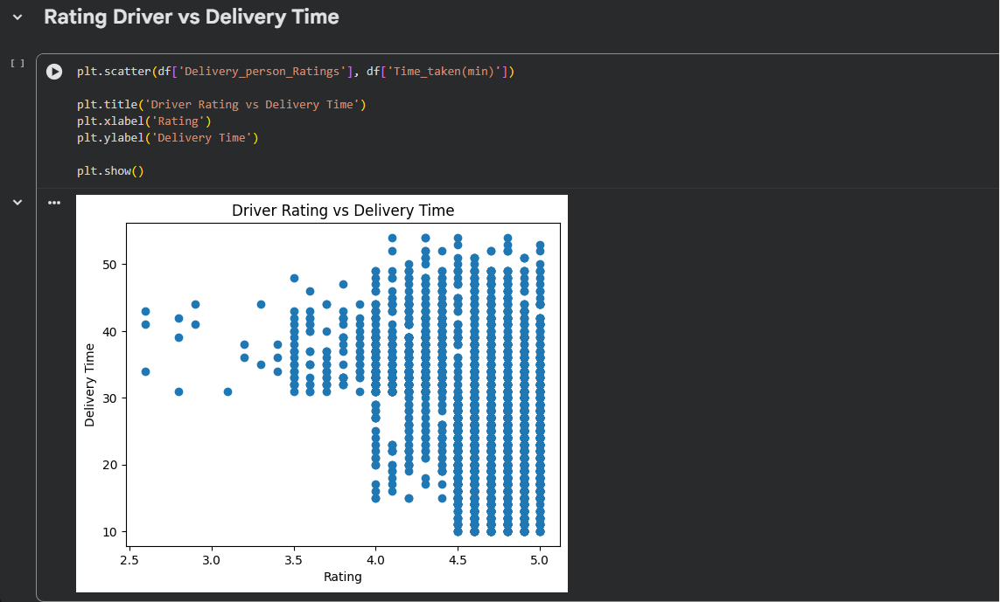 Rating Driver vs Delivery Time
[ ]
plt.scatter(df['Delivery_person_Ratings'], df['Time_taken(min)'])
plt.title('Driver Rating vs Delivery Time')
plt.xlabel('Rating')
plt.ylabel('Delivery Time')
plt.show()
Driver Rating vs Delivery Time
Delivery Time
50
40
30
20
10
2.5 3.0 3.5 4.0 4.5 5.0
Rating